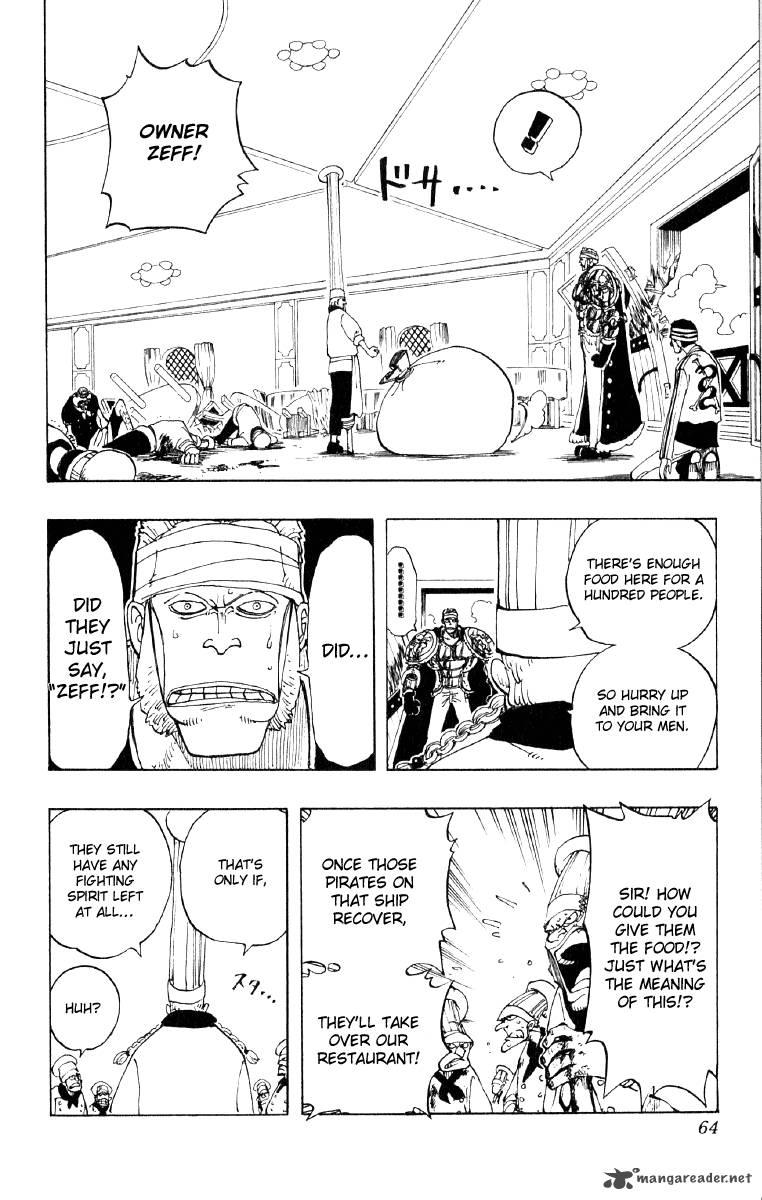 OWNER
ZEFF!
!
ドサ....
THERE'S ENOUGH
FOOD HERE FOR A
HUNDRED PEOPLE.
SO HURRY UP
AND BRING IT
TO YOUR MEN.
DID...
DID
THEY
JUST
SAY,
"ZEFF!?"
SIR! HOW
COULD YOU
GIVE THEM
THE FOOD!?
JUST WHAT'S
THE MEANING
OF THIS!?
ONCE THOSE
PIRATES ON
THAT SHIP
RECOVER,
THEY'LL TAKE
OVER OUR
RESTAURANT!
THAT'S
ONLY IF,
THEY STILL
HAVE ANY
FIGHTING
SPIRIT LEFT
AT ALL...
スタ...
HUH?
64
mangareader.net